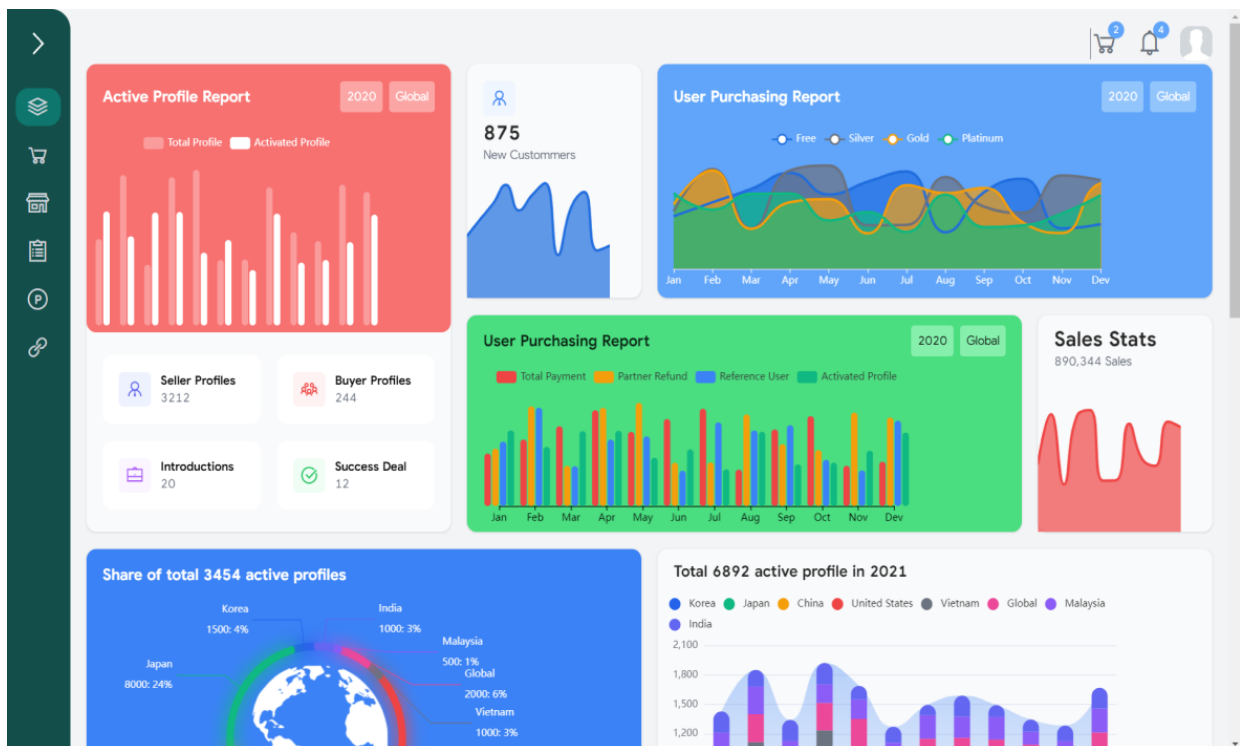 2
4
Active Profile Report
2020
Global
Total Profile
Activated Profile
875
New Custommers
User Purchasing Report
2020
Global
Free
Silver
Gold
Platinum
Jan Feb Mar Apr May Jun Jul Aug Sep Oct Nov Dev
P
Seller Profiles
3212
Buyer Profiles
244
Introductions
20
Success Deal
12
User Purchasing Report
2020
Global
Total Payment
Partner Refund
Reference User
Activated Profile
Jan Feb Mar Apr May Jun Jul Aug Sep Oct Nov Dev
Sales Stats
890,344 Sales
Share of total 3454 active profiles
Korea
1500: 4%
India
1000: 3%
Malaysia
500: 1%
Japan
8000: 24%
Global
2000: 6%
Vietnam
1000: 3%
Total 6892 active profile in 2021
Korea Japan China United States Vietnam Global Malaysia
India
2,100
1,800
1,500
1,200